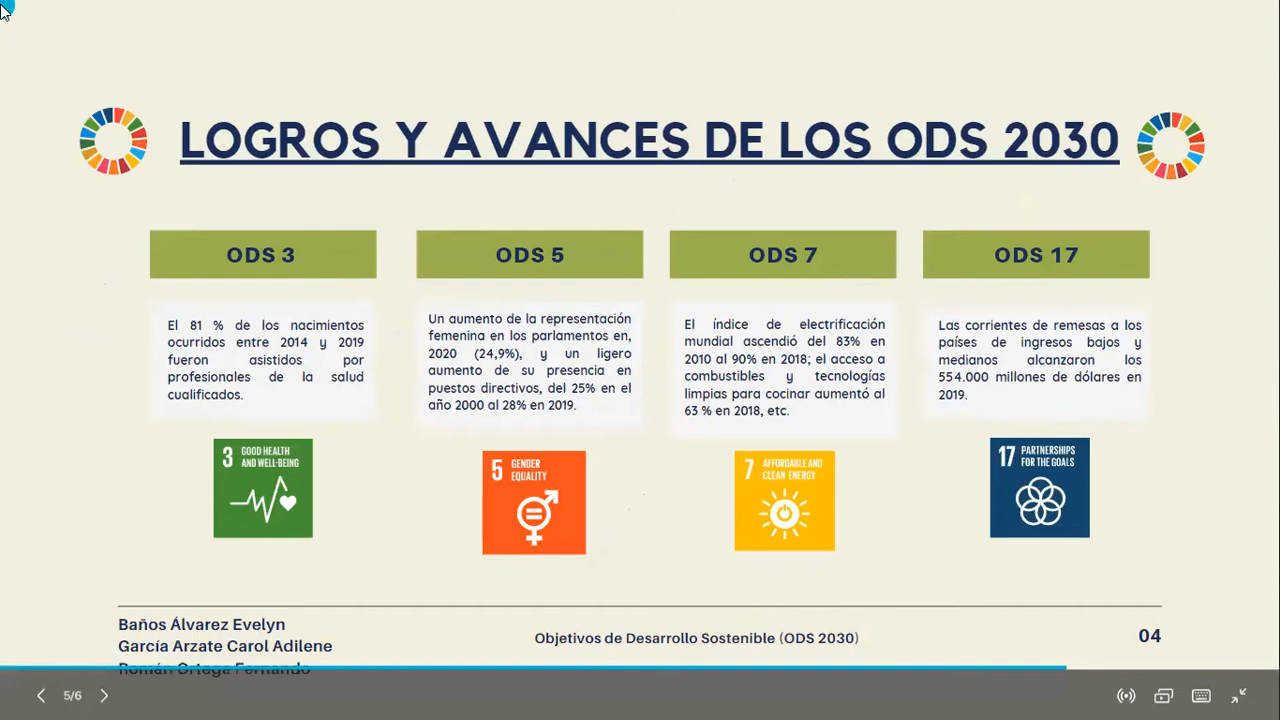 LOGROS Y AVANCES DE LOS ODS 2030
ODS 3
El 81 % de los nacimientos
ocurridos entre 2014 y 2019
fueron asistidos por
profesionales de la salud
cualificados.
3 GOOD HEALTH
AND WELL-BEING
ODS 5
Un aumento de la representación
femenina en los parlamentos en,
2020 (24,9%), y un ligero
aumento de su presencia en
puestos directivos, del 25% en el
año 2000 al 28% en 2019.
5 GENDER
EQUALITY
ODS 7
El índice de electrificación
mundial ascendió del 83% en
2010 al 90% en 2018; el acceso a
combustibles y tecnologías
limpias para cocinar aumentó al
63 % en 2018, etc.
7 AFFORDABLE AND
CLEAN ENERGY
ODS 17
Las corrientes de remesas a los
países de ingresos bajos y
medianos alcanzaron los
554.000 millones de dólares en
2019.
17 PARTNERSHIPS
FOR THE GOALS
Baños Álvarez Evelyn
García Arzate Carol Adilene
Román Ortega Fernando
Objetivos de Desarrollo Sostenible (ODS 2030)
04
5/6